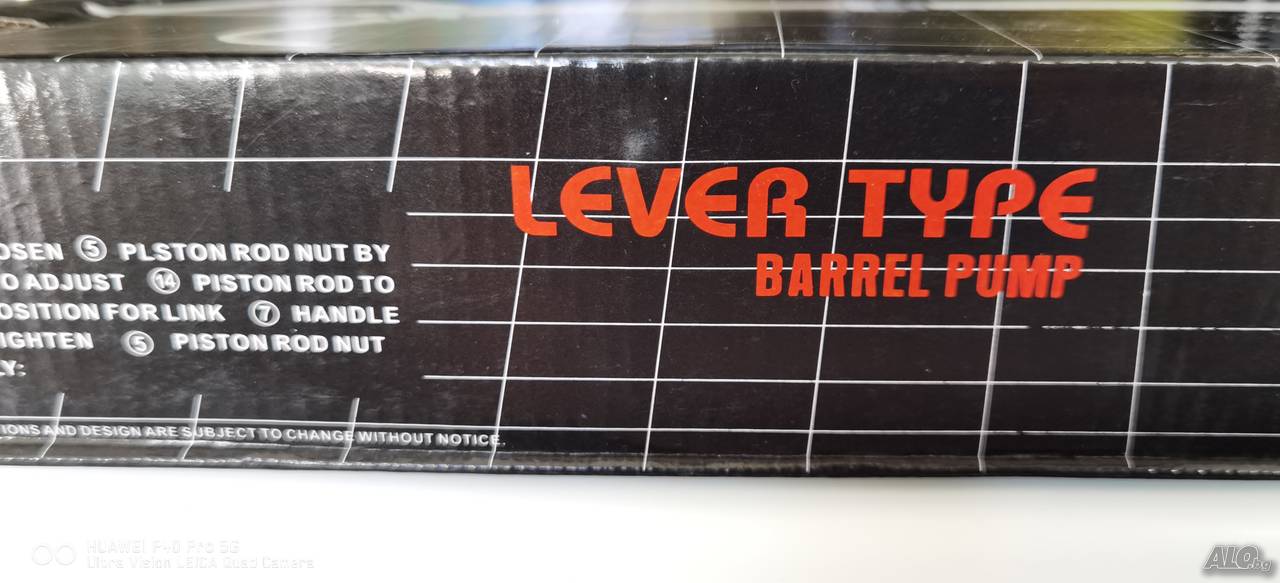 LEVER TYPE
BARREL PUMP
OSEN ⑤ PLSTON ROD NUT BY
O ADJUST ⑭ PISTON ROD TO
OSITION FOR LINK ⑦ HANDLE
IGHTEN ⑤ PISTON ROD NUT
Y:
IONS AND DESIGN ARE SUBJECT TO CHANGE WITHOUT NOTICE.
HUAWEI P40 Pro 5G
Ultra Vision LEICA Quad Camera
ALO.bg